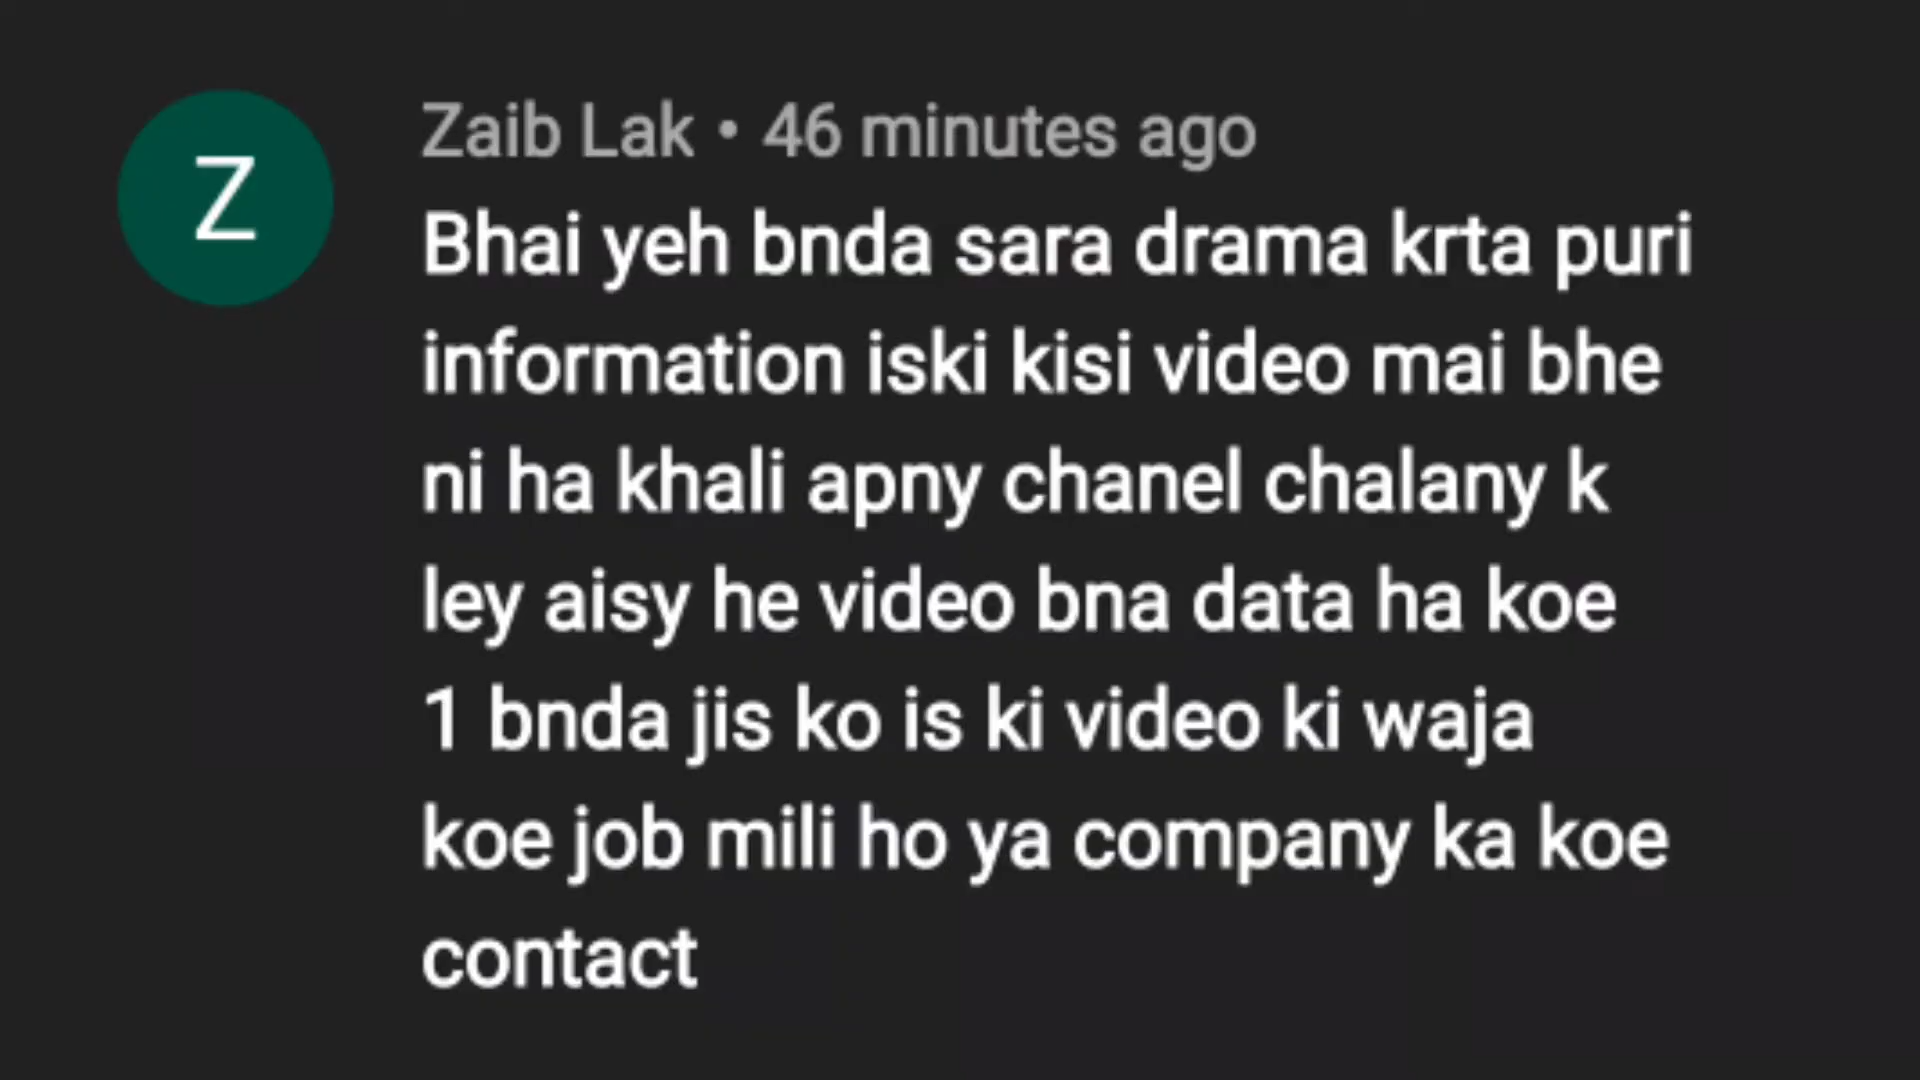 Z
Zaib Lak • 46 minutes ago
Bhai yeh bnda sara drama krta puri
information iski kisi video mai bhe
ni ha khali apny chanel chalany k
ley aisy he video bna data ha koe
1 bnda jis ko is ki video ki waja
koe job mili ho ya company ka koe
contact